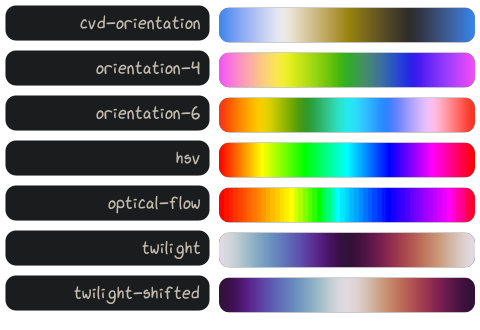 cvd-orientation
orientation-4
orientation-6
hsv
optical-flow
twilight
twilight-shifted